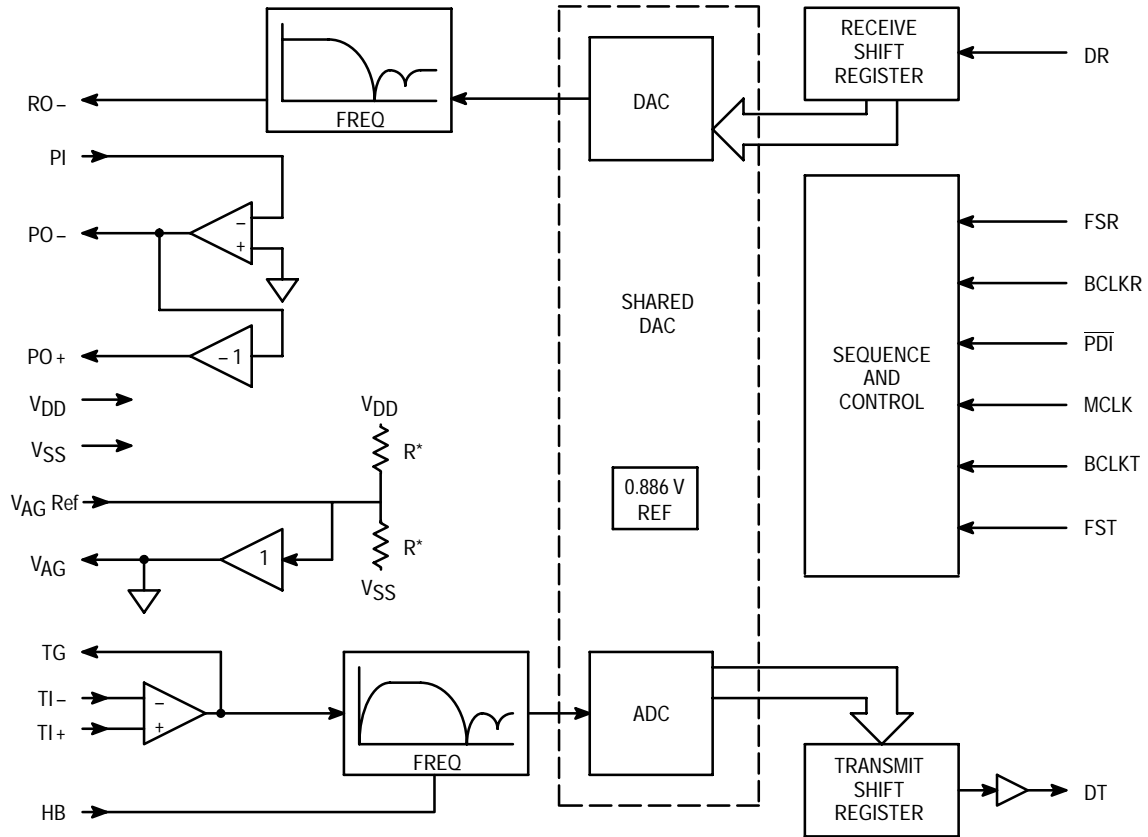 RECEIVE
SHIFT
REGISTER
DR
RO–
FREQ
DAC
PI
PO–
–
+
PO+
– 1
VDD
VSS
VDD
R*
VAG Ref
R*
VSS
VAG
1
SHARED
DAC
0.886 V
REF
SEQUENCE
AND
CONTROL
FSR
BCLKR
PDI
MCLK
BCLKT
FST
TG
TI–
TI+
–
+
FREQ
HB
ADC
TRANSMIT
SHIFT
REGISTER
DT